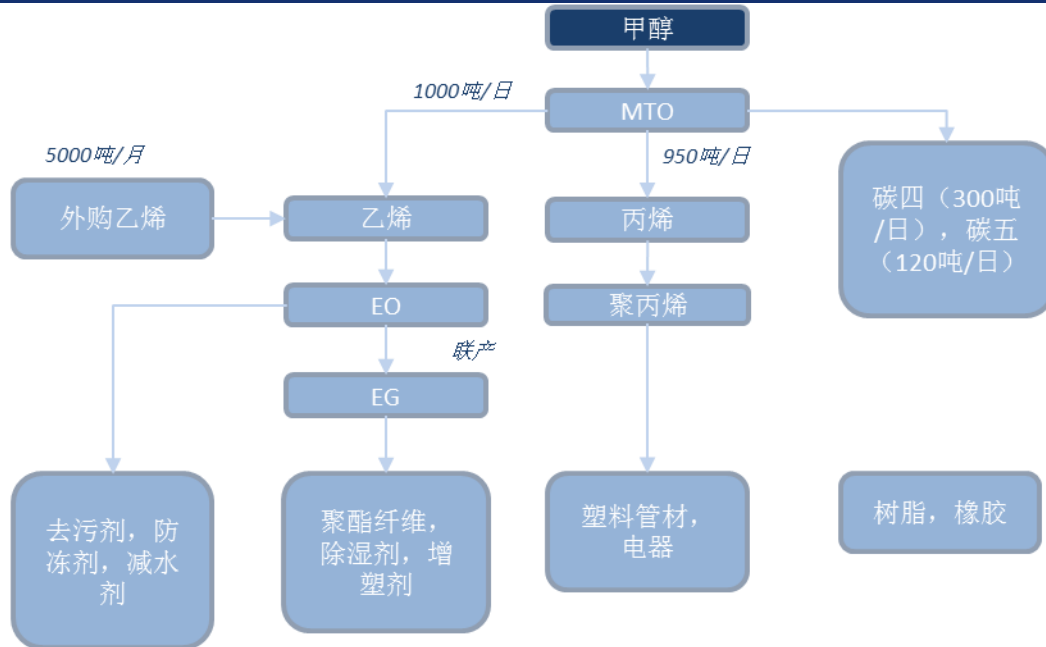 甲醇
1000吨/日
MTO
5000吨/月
950吨/日
外购乙烯
乙烯
丙烯
碳四（300吨
/日），碳五
（120吨/日）
EO
聚丙烯
联产
EG
去污剂，防
冻剂，减水
剂
聚酯纤维，
除湿剂，增
塑剂
塑料管材，
电器
树脂，橡胶